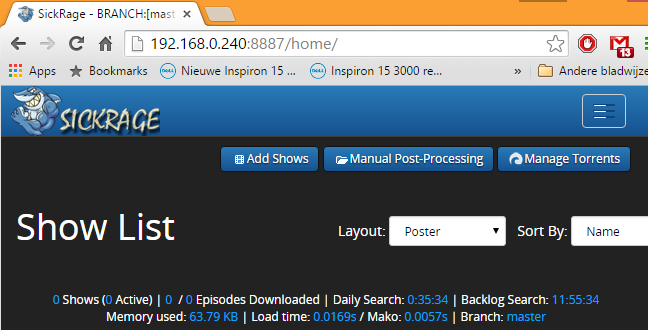 SickRage - BRANCH:[mast
192.168.0.240:8887/home/
13
Apps Bookmarks Nieuwe Inspiron 15 ... Inspiron 15 3000 re... » Andere bladwijze
SICKRAGE
Add Shows Manual Post-Processing Manage Torrents
Show List Layout: Poster Sort By: Name
0 Shows (0 Active) | 0 / 0 Episodes Downloaded | Daily Search: 0:35:34 | Backlog Search: 11:55:34
Memory used: 63.79 KB | Load time: 0.0169s / Mako: 0.0057s | Branch: master